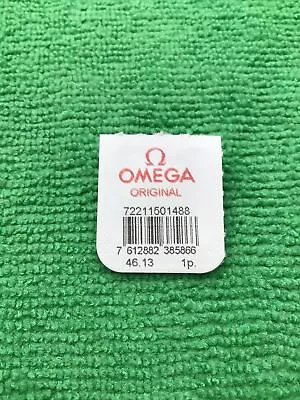 Ω
OMEGA
ORIGINAL
72211501488
7 612882 385866
46.13 1p.